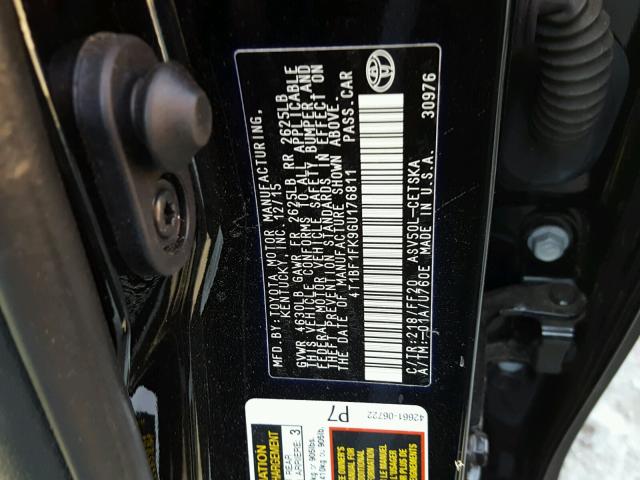 MFD.BY:TOYOTA MOTOR MANUFACTURING,
KENTUCKY, INC. 12/15
GVWR 4630LB GAWR FR 2625LB RR 2625LB
THIS VEHICLE CONFORMS TO ALL APPLICABLE
FEDERAL MOTOR VEHICLE SAFETY, BUMPER, AND
THEFT PREVENTION STANDARDS IN EFFECT ON
THE DATE OF MANUFACTURE SHOWN ABOVE.
4T1BF1FK9GU176811 PASS.CAR
C/TR:218/FF20 ASV50L-CETSKA
A/TM:-01A/U760E MADE IN U.S.A. 30976
42661-06722
P7
REAR
ARRIERE 3